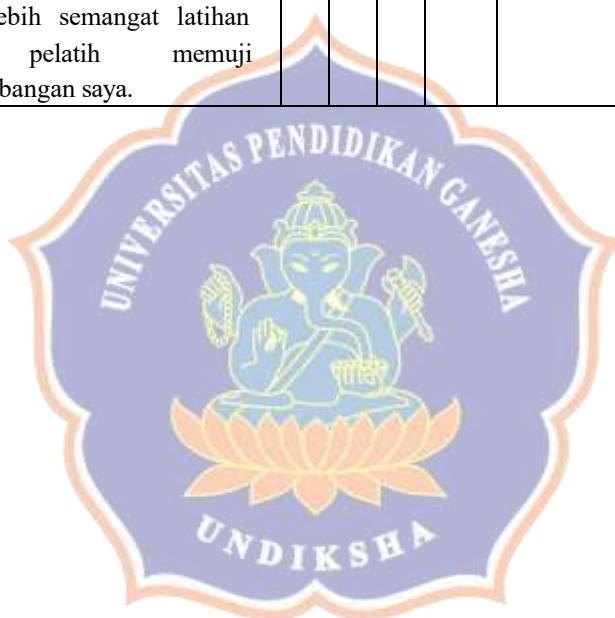 ebih semangat latihan
pelatih memuji
bangan saya.
UNIVERSITAS PENDIDIKAN GANESHA
UNDIKSHA